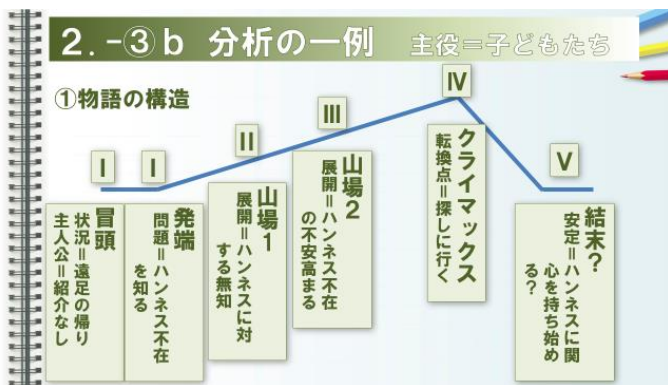 2.-③b 分析の一例 主役=子どもたち
①物語の構造
Ⅰ
Ⅰ
Ⅱ
Ⅲ
Ⅳ
Ⅴ
冒頭
状況=遠足の帰り
主人公=紹介なし
発端
問題=ハンネス不在
を知る
山場1
展開=ハンネスに対
する無知
山場2
展開=ハンネス不在
の不安高まる
クライマックス
転換点=探しに行く
結末?
安定=ハンネスに関
心を持ち始め
る?